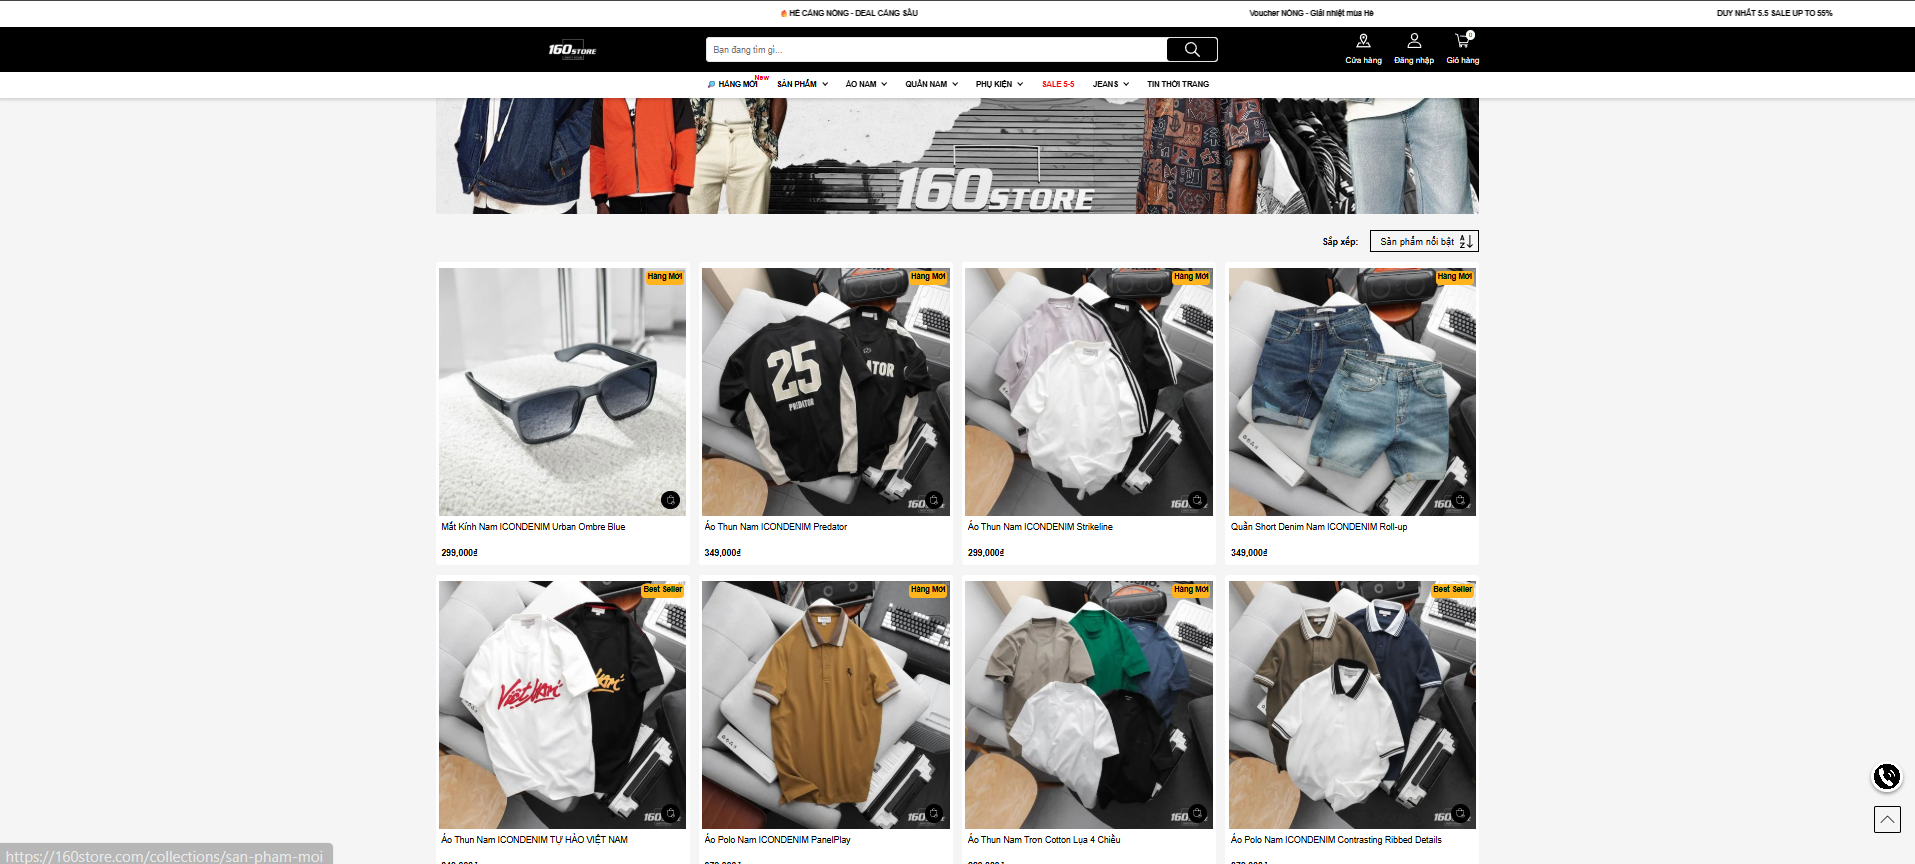 🔥 HÈ CÀNG NÓNG - DEAL CÀNG SÂU
Voucher NÓNG - Giải nhiệt mùa Hè
DUY NHẤT 5.5 SALE UP TO 55%
160STORE
Bạn đang tìm gì...
Cửa hàng
Đăng nhập
0
Giỏ hàng
HÀNG MỚI
New
SẢN PHẨM
ÁO NAM
QUẦN NAM
PHỤ KIỆN
SALE 5-5
JEANS
TIN THỜI TRANG
160STORE
Sắp xếp:
Sản phẩm nổi bật
Hàng Mới
Hàng Mới
Hàng Mới
Hàng Mới
25
PREDATOR
ATOR
Mắt Kính Nam ICONDENIM Urban Ombre Blue
Áo Thun Nam ICONDENIM Predator
Áo Thun Nam ICONDENIM Strikeline
Quần Short Denim Nam ICONDENIM Roll-up
299,000₫
349,000₫
299,000₫
349,000₫
Best Seller
Hàng Mới
Hàng Mới
Best Seller
Việt Nam
Áo Thun Nam ICONDENIM TỰ HÀO VIỆT NAM
Áo Polo Nam ICONDENIM PanelPlay
Áo Thun Nam Trơn Cotton Lụa 4 Chiều
Áo Polo Nam ICONDENIM Contrasting Ribbed Details
https://160store.com/collections/san-pham-moi